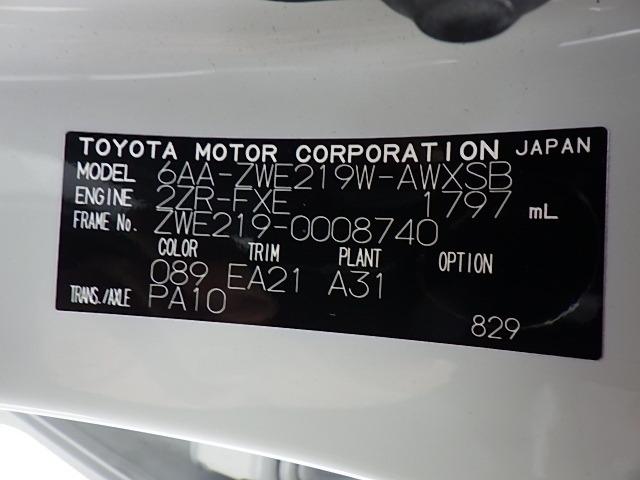 TOYOTA MOTOR CORPORATION JAPAN
MODEL 6AA-ZWE219W-AWXSB
ENGINE 2ZR-FXE 1797 mL
FRAME No. ZWE219-0008740
COLOR TRIM PLANT OPTION
089 EA21 A31
TRANS./AXLE PA10
829